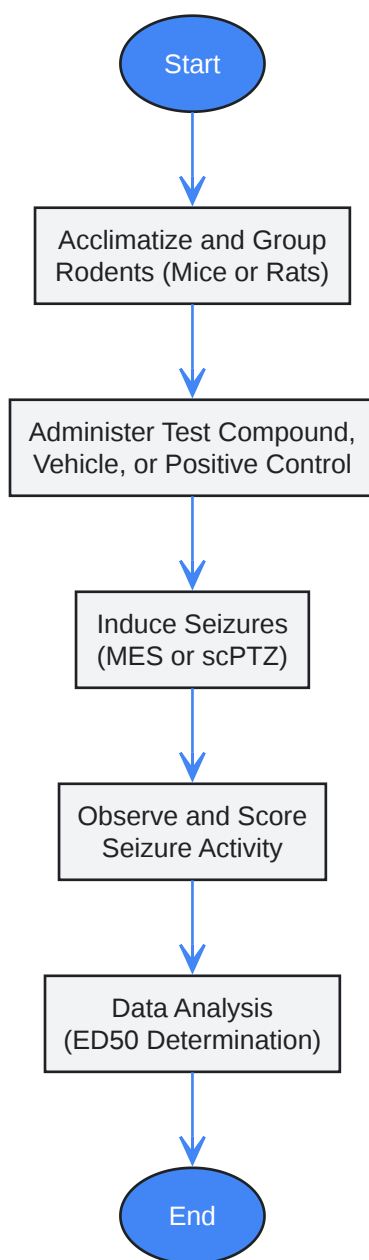 Start
Acclimatize and Group
Rodents (Mice or Rats)
Administer Test Compound,
Vehicle, or Positive Control
Induce Seizures
(MES or scPTZ)
Observe and Score
Seizure Activity
Data Analysis
(ED50 Determination)
End